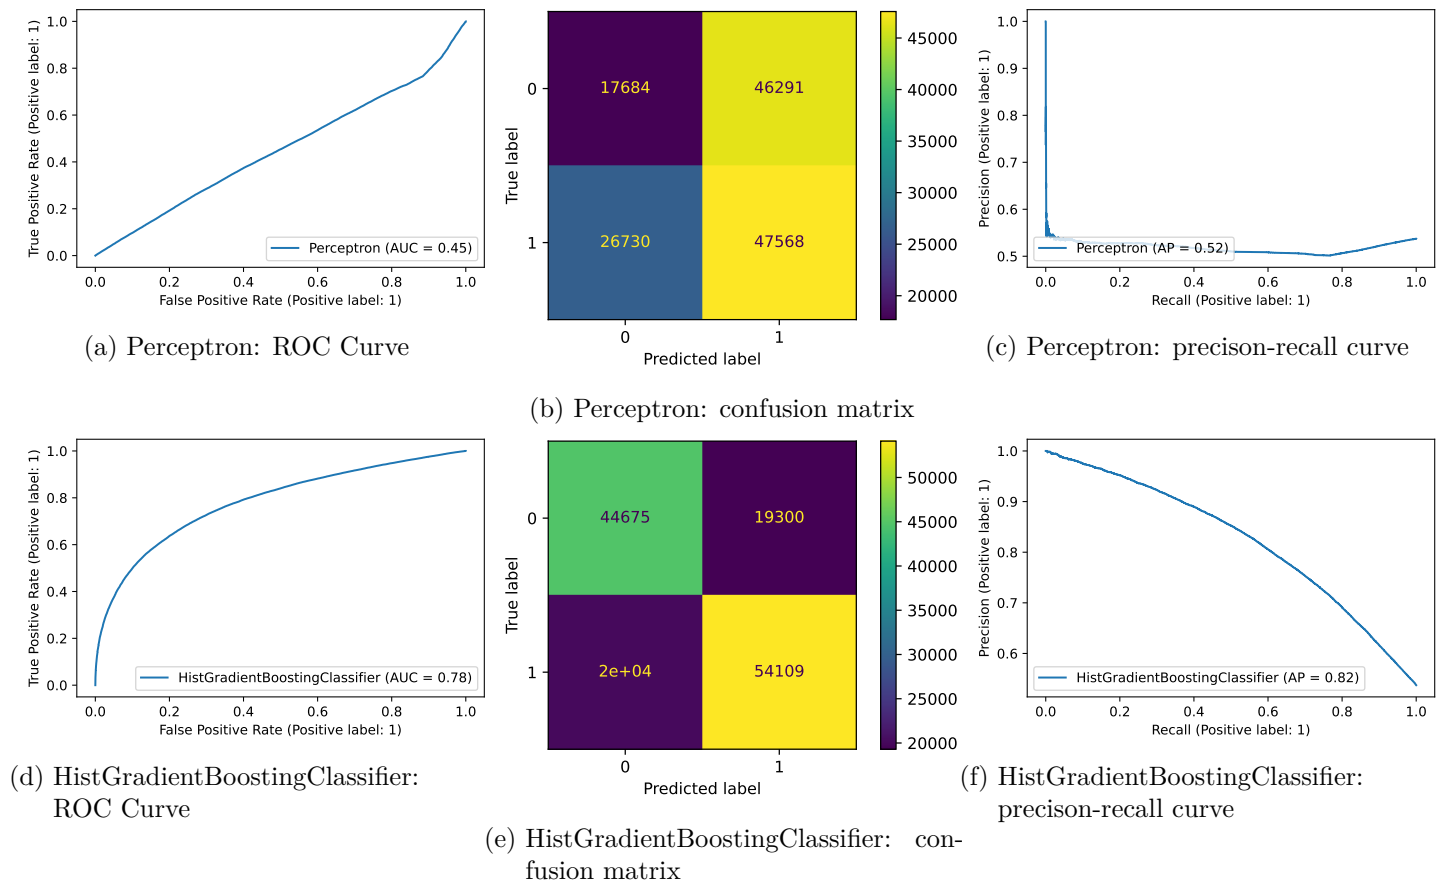 True Positive Rate (Positive label: 1)
1.0
0.8
0.6
0.4
0.2
0.0
Perceptron (AUC = 0.45)
0.0 0.2 0.4 0.6 0.8 1.0
False Positive Rate (Positive label: 1)
(a) Perceptron: ROC Curve
True label
0
1
17684 46291
26730 47568
0 1
Predicted label
45000
40000
35000
30000
25000
20000
(b) Perceptron: confusion matrix
Precision (Positive label: 1)
1.0
0.9
0.8
0.7
0.6
0.5
Perceptron (AP = 0.52)
0.0 0.2 0.4 0.6 0.8 1.0
Recall (Positive label: 1)
(c) Perceptron: precison-recall curve
True Positive Rate (Positive label: 1)
1.0
0.8
0.6
0.4
0.2
0.0
HistGradientBoostingClassifier (AUC = 0.78)
0.0 0.2 0.4 0.6 0.8 1.0
False Positive Rate (Positive label: 1)
(d) HistGradientBoostingClassifier:
ROC Curve
True label
0
1
44675 19300
2e+04 54109
0 1
Predicted label
50000
45000
40000
35000
30000
25000
20000
(e) HistGradientBoostingClassifier: con-
fusion matrix
Precision (Positive label: 1)
1.0
0.9
0.8
0.7
0.6
HistGradientBoostingClassifier (AP = 0.82)
0.0 0.2 0.4 0.6 0.8 1.0
Recall (Positive label: 1)
(f) HistGradientBoostingClassifier:
precison-recall curve